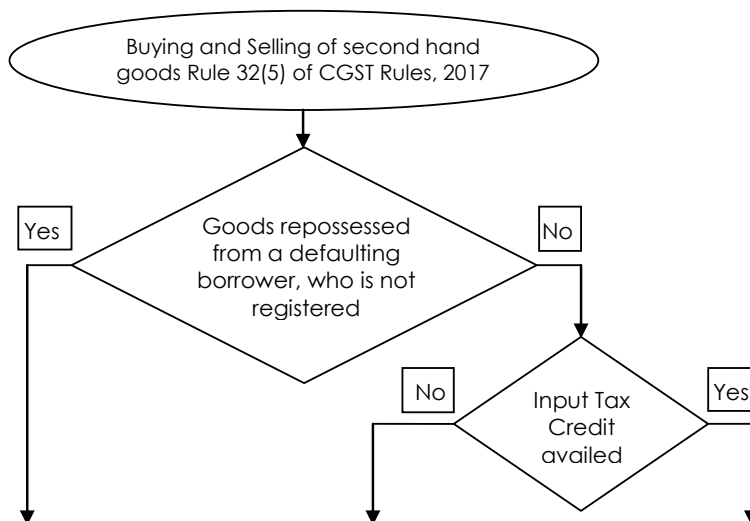 Buying and Selling of second hand
goods Rule 32(5) of CGST Rules, 2017
Yes
Goods repossessed
from a defaulting
borrower, who is not
registered
No
No
Input Tax
Credit
availed
Yes